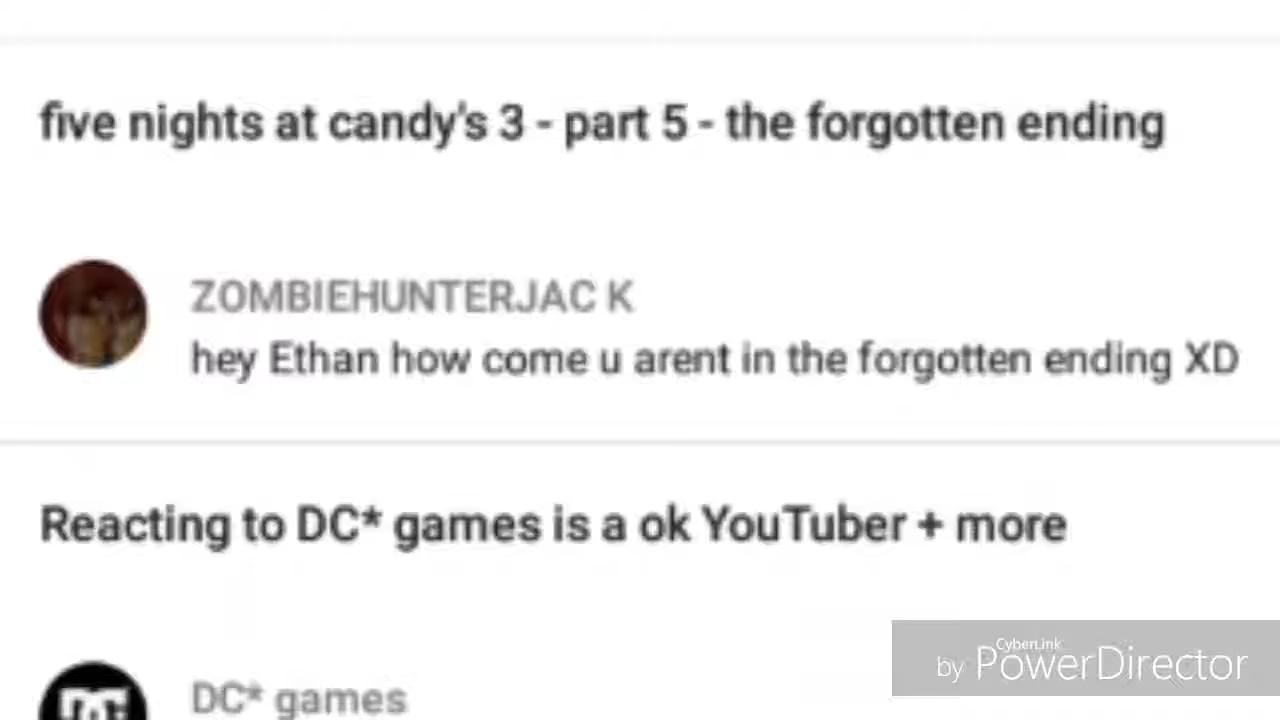 five nights at candy's 3 - part 5 - the forgotten ending
ZOMBIEHUNTERJAC K
hey Ethan how come u arent in the forgotten ending XD
Reacting to DC* games is a ok YouTuber + more
DC* games
CyberLink
by PowerDirector